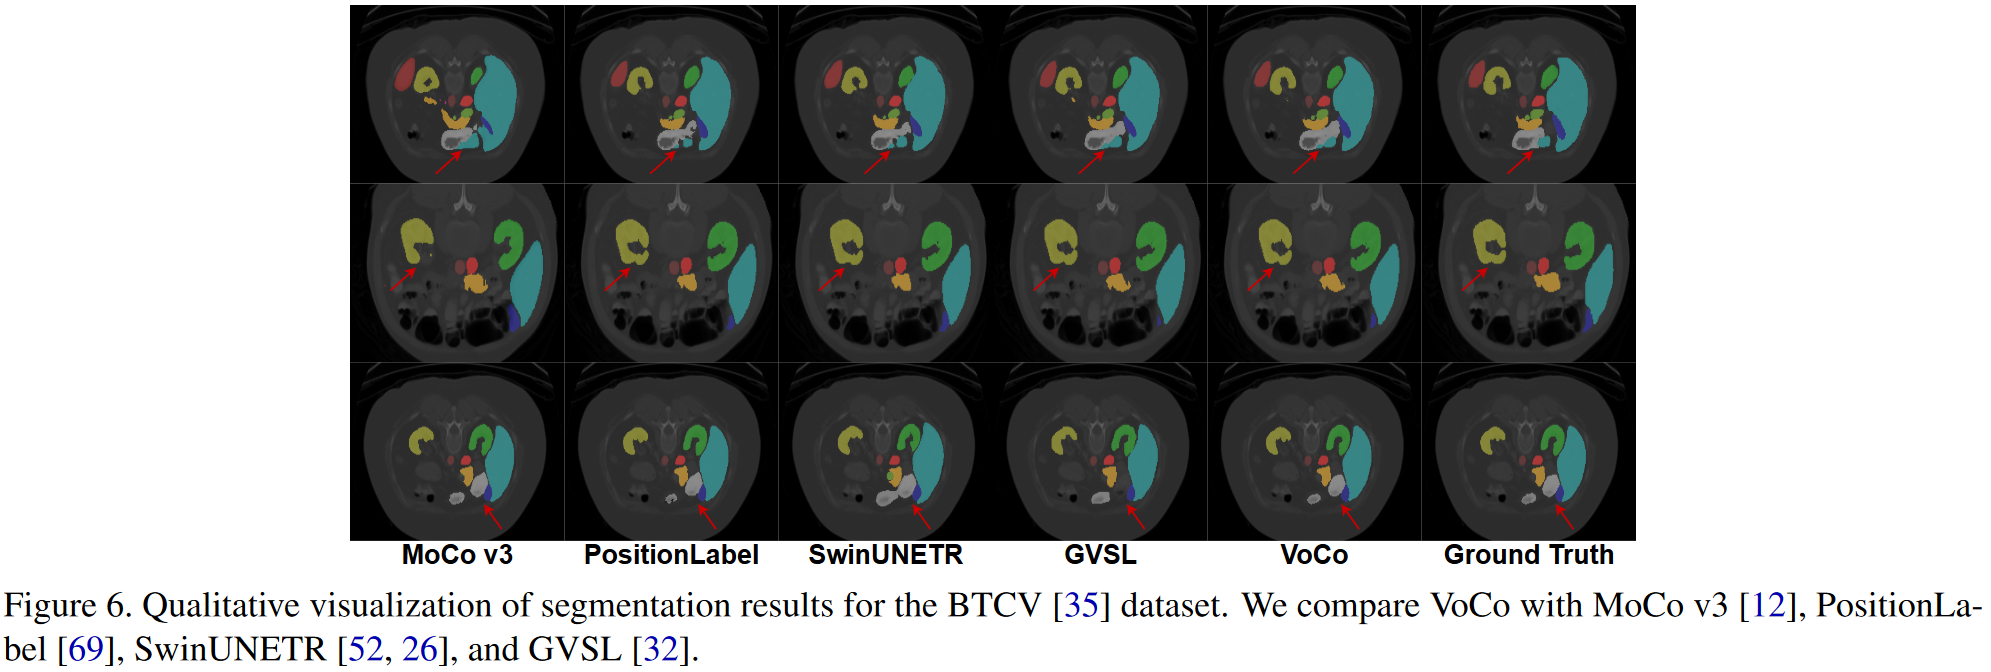 MoCo v3 PositionLabel SwinUNETR GVSL VoCo Ground Truth
Figure 6. Qualitative visualization of segmentation results for the BTCV [35] dataset. We compare VoCo with MoCo v3 [12], PositionLa-
bel [69], SwinUNETR [52, 26], and GVSL [32].